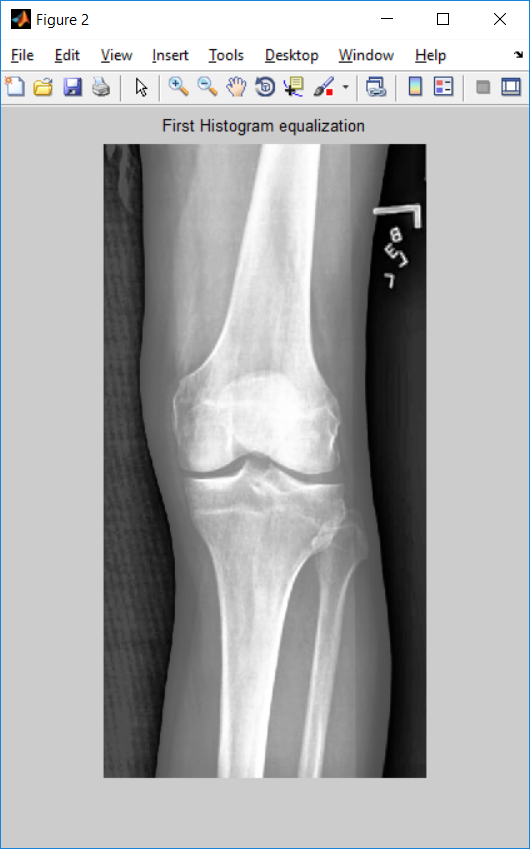 Figure 2
File Edit View Insert Tools Desktop Window Help
First Histogram equalization